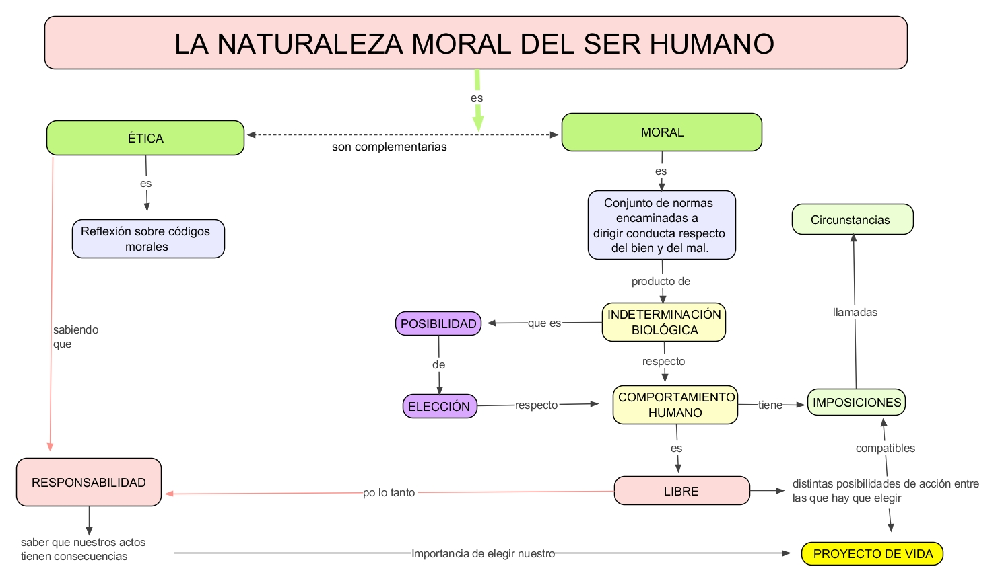 LA NATURALEZA MORAL DEL SER HUMANO
es
ÉTICA
son complementarias
MORAL
es
es
Reflexión sobre códigos
morales
Conjunto de normas
encaminadas a
dirigir conducta respecto
del bien y del mal.
Circunstancias
producto de
llamadas
INDETERMINACIÓN
BIOLÓGICA
que es
POSIBILIDAD
sabiendo
que
de
respecto
ELECCIÓN
respecto
COMPORTAMIENTO
HUMANO
tiene
IMPOSICIONES
es
compatibles
RESPONSABILIDAD
po lo tanto
LIBRE
distintas posibilidades de acción entre
las que hay que elegir
saber que nuestros actos
tienen consecuencias
Importancia de elegir nuestro
PROYECTO DE VIDA